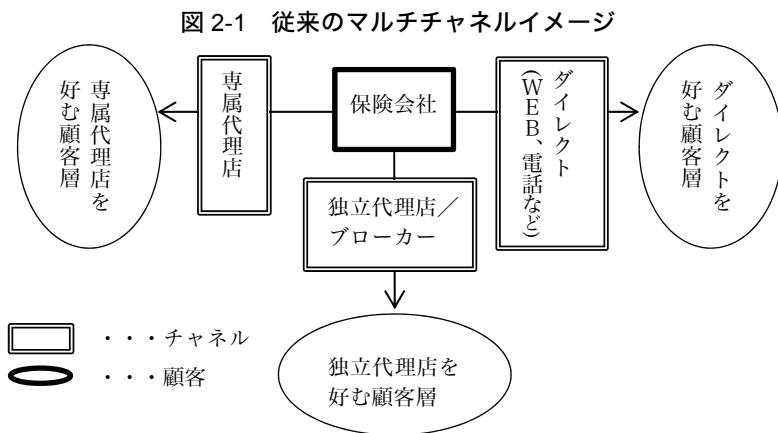 図 2-1 従来のマルチチャネルイメージ
専属代理店を
好む顧客層
専属代理店
保険会社
ダイレクト
(WEB、電話など)
ダイレクトを
好む顧客層
独立代理店/
ブローカー
独立代理店を
好む顧客層
・・・チャネル
・・・顧客